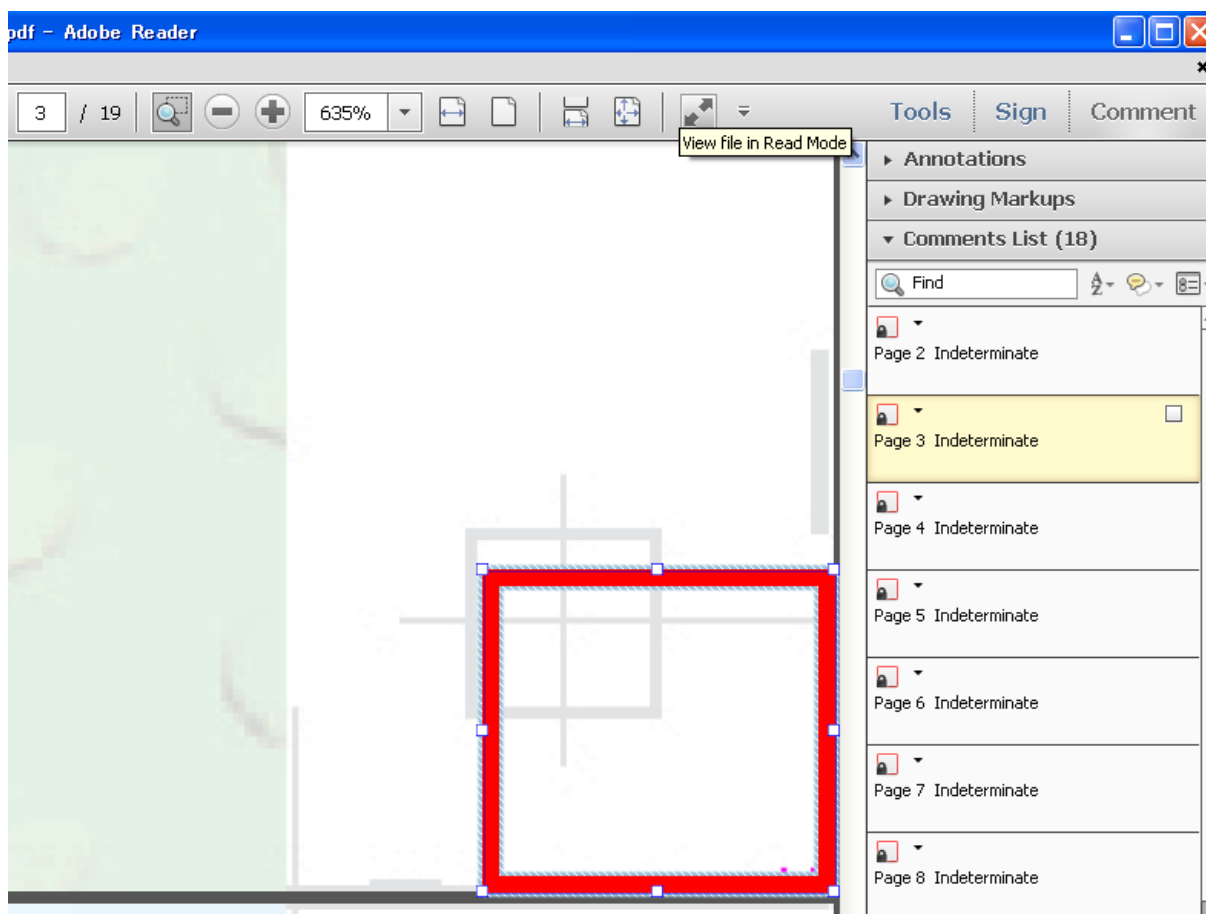 pdf - Adobe Reader
3 / 19 635% Tools Sign Comment
View file in Read Mode
Annotations
Drawing Markups
Comments List (18)
Find
Page 2 Indeterminate
Page 3 Indeterminate
Page 4 Indeterminate
Page 5 Indeterminate
Page 6 Indeterminate
Page 7 Indeterminate
Page 8 Indeterminate